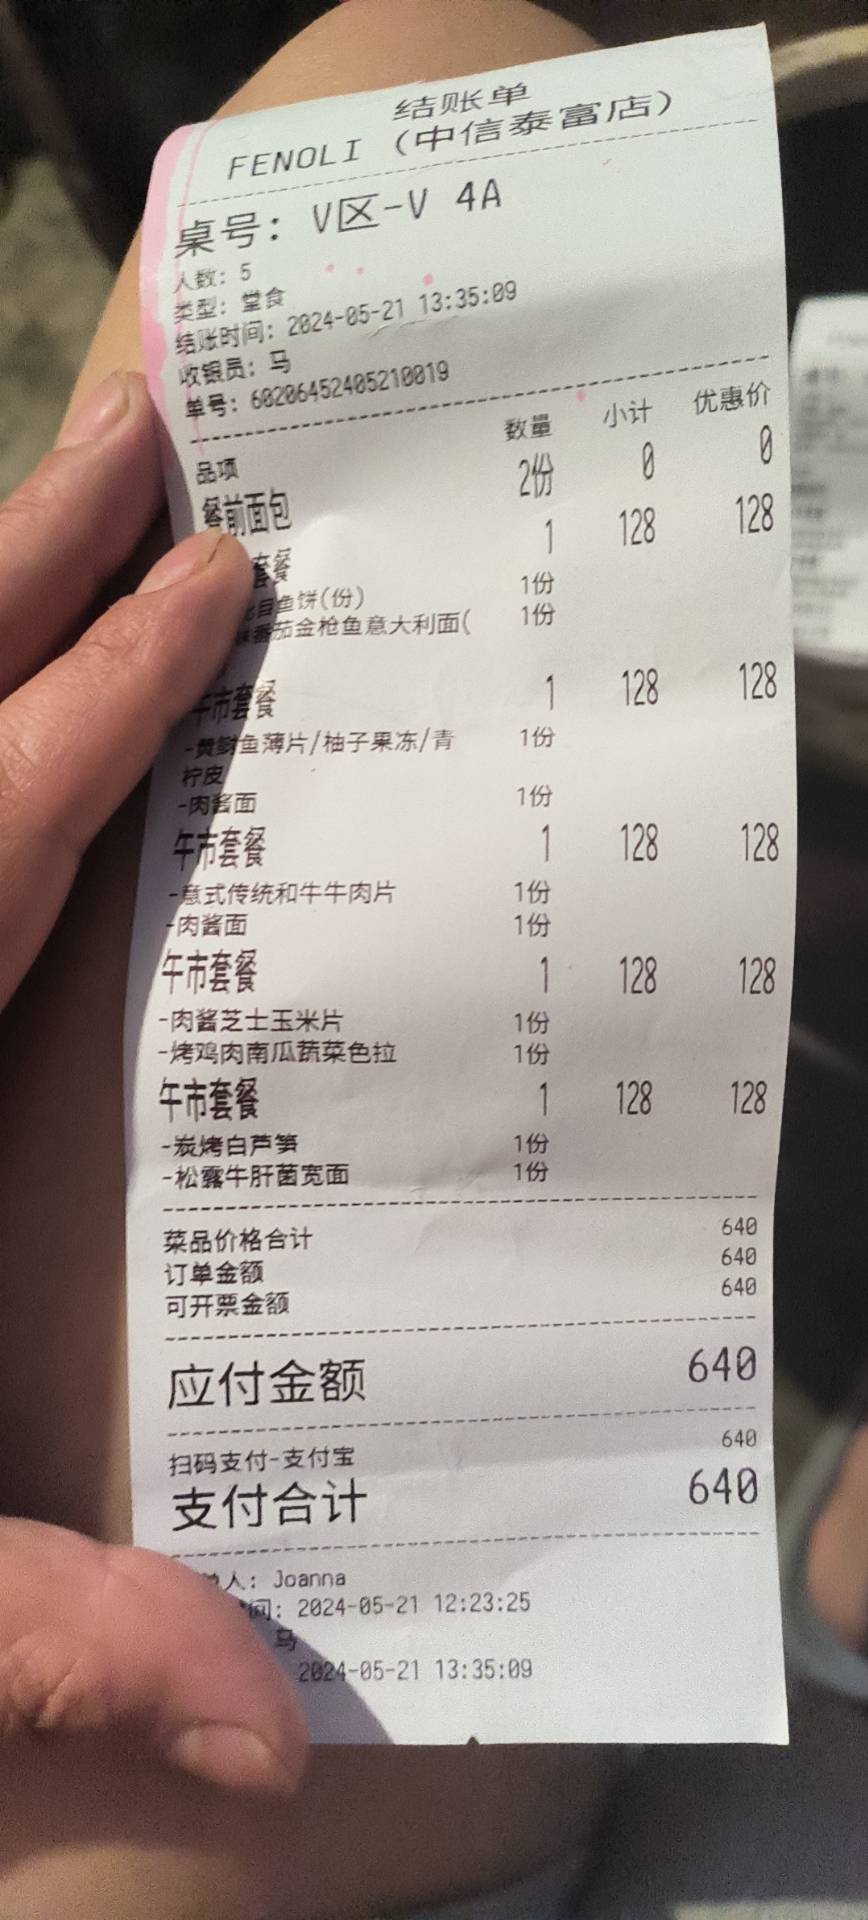 结账单
FENOLI (中信泰富店)
桌号: V区-V 4A
人数: 5
类型: 堂食
结账时间: 2024-05-21 13:35:09
收银员: 马
单号: 60206452405210019
品项 数量 小计 优惠价
餐前面包 2份 0 0
套餐 1 128 128
目鱼饼(份) 1份
番茄金枪鱼意大利面( 1份
午市套餐 1 128 128
-黄鰤鱼薄片/柚子果冻/青 1份
柠皮
-肉酱面 1份
午市套餐 1 128 128
-意式传统和牛牛肉片 1份
-肉酱面 1份
午市套餐 1 128 128
-肉酱芝士玉米片 1份
-烤鸡肉南瓜蔬菜色拉 1份
午市套餐 1 128 128
-炭烤白芦笋 1份
-松露牛肝菌宽面 1份
菜品价格合计 640
订单金额 640
可开票金额 640
应付金额 640
扫码支付-支付宝 640
支付合计 640
单人: Joanna
间: 2024-05-21 12:23:25
马
2024-05-21 13:35:09